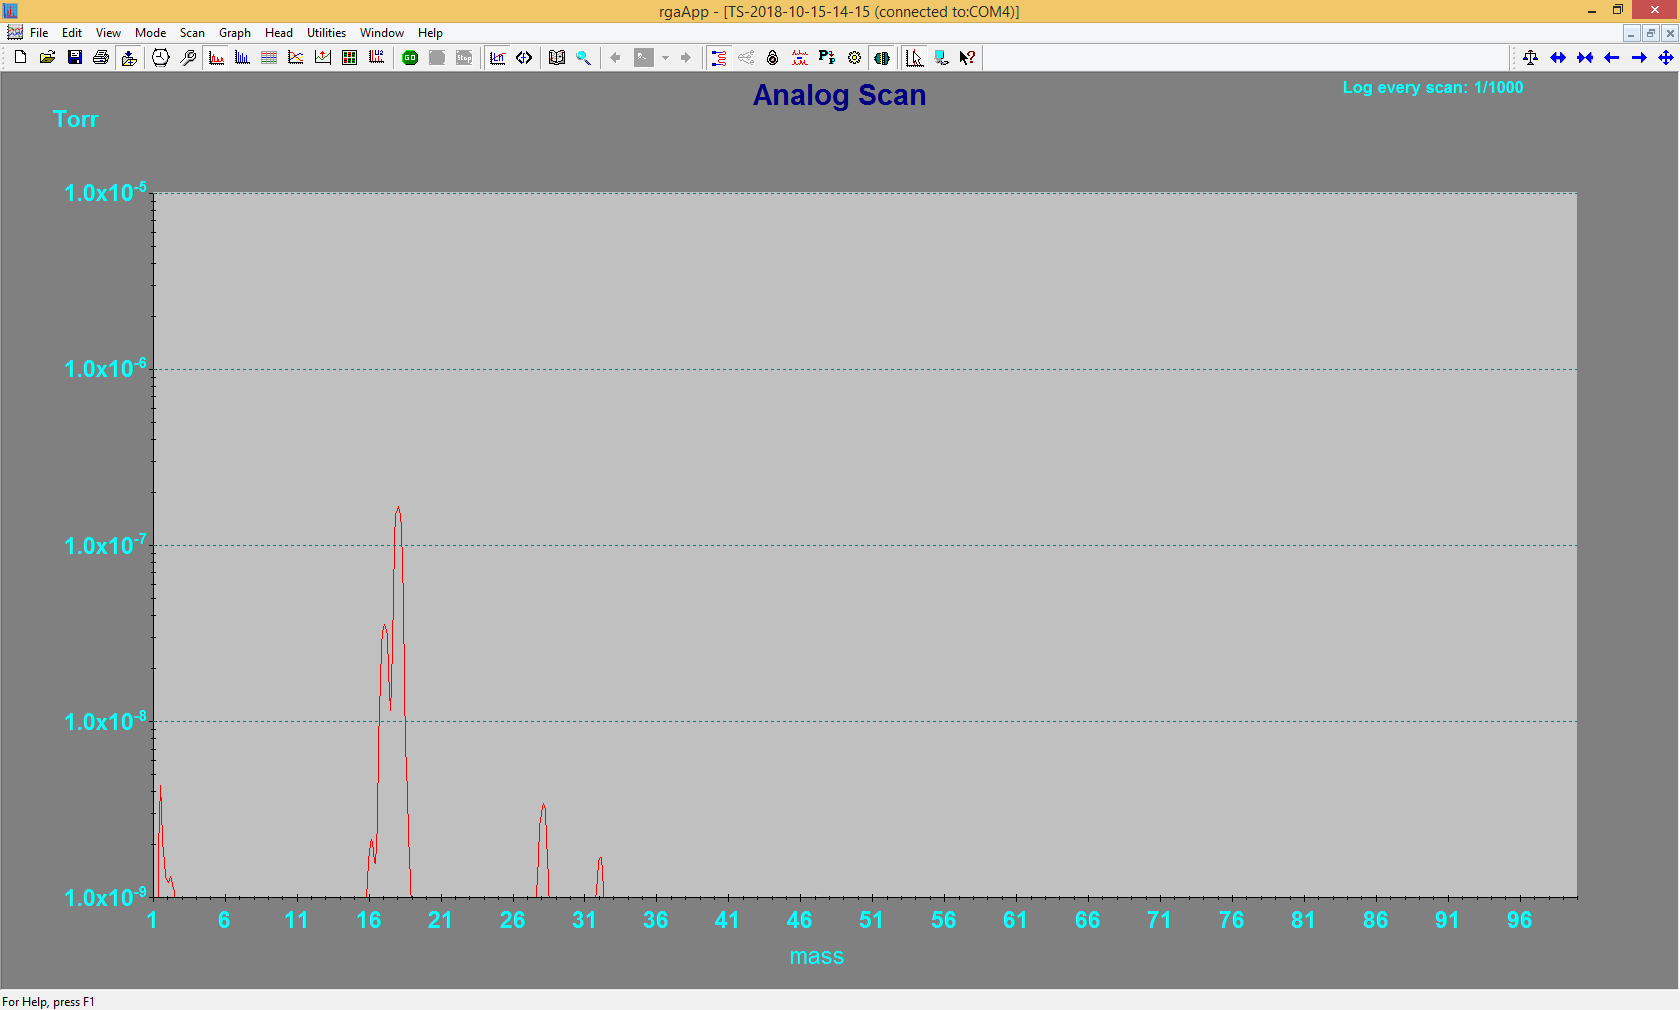 rgaApp - [TS-2018-10-15-14-15 (connected to:COM4)]
File Edit View Mode Scan Graph Head Utilities Window Help
GO Stop
Analog Scan
Log every scan: 1/1000
Torr
1.0x10⁻⁵
1.0x10⁻⁶
1.0x10⁻⁷
1.0x10⁻⁸
1.0x10⁻⁹
1 6 11 16 21 26 31 36 41 46 51 56 61 66 71 76 81 86 91 96
mass
For Help, press F1